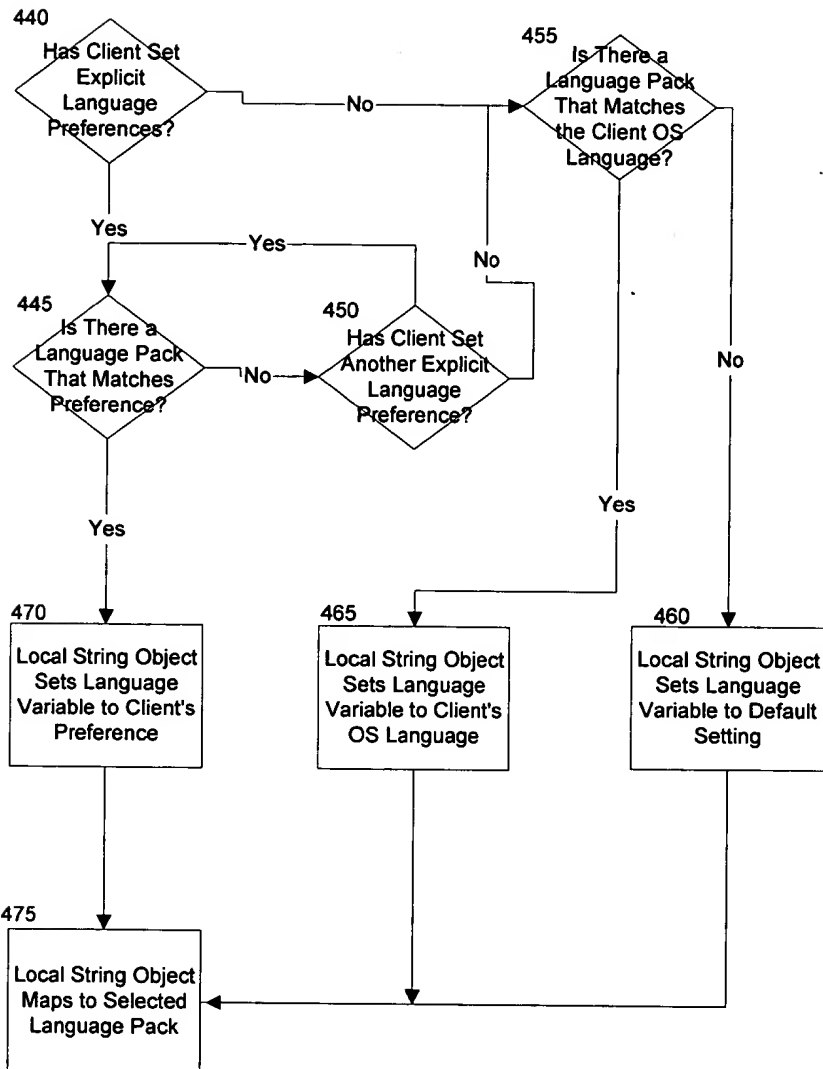 440
Has Client Set
Explicit
Language
Preferences?
No
455
Is There a
Language Pack
That Matches
the Client OS
Language?
Yes
Yes
No
445
Is There a
Language Pack
That Matches
Preference?
No
450
Has Client Set
Another Explicit
Language
Preference?
No
Yes
Yes
470
Local String Object
Sets Language
Variable to Client's
Preference
465
Local String Object
Sets Language
Variable to Client's
OS Language
460
Local String Object
Sets Language
Variable to Default
Setting
475
Local String Object
Maps to Selected
Language Pack